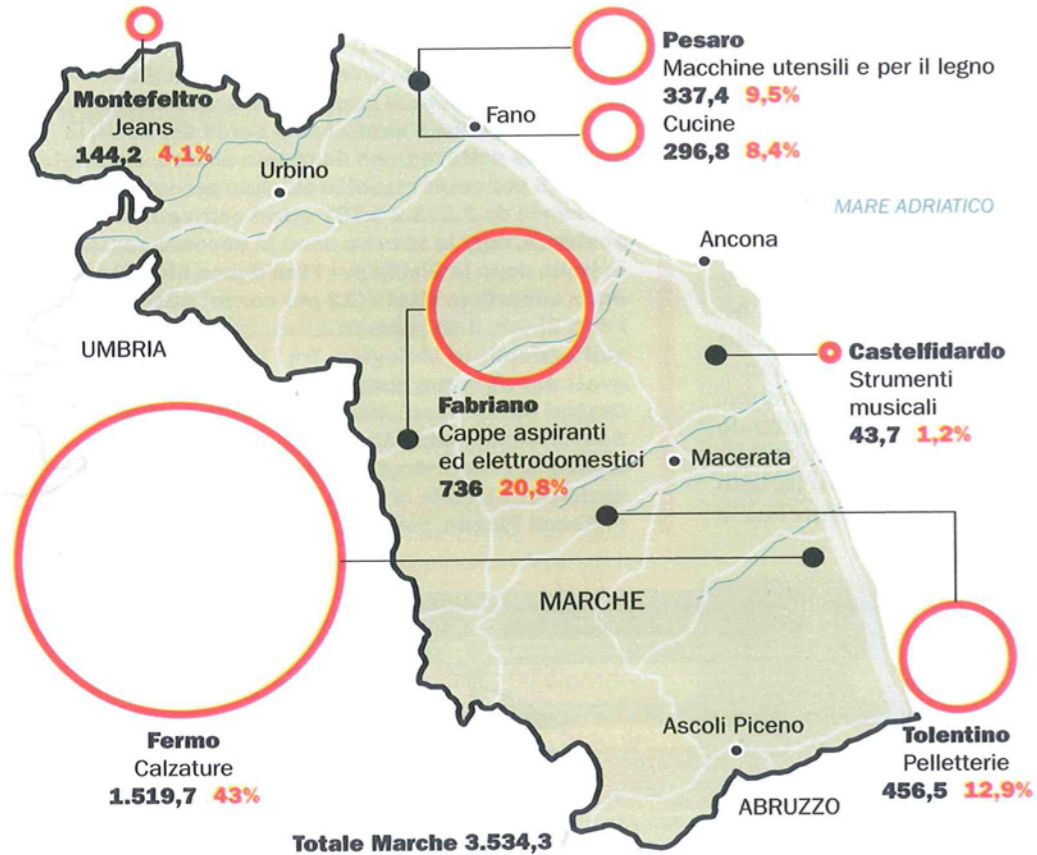 Pesaro
Macchine utensili e per il legno
337,4 9,5%
Cucine
296,8 8,4%
Montefeltro
Jeans
144,2 4,1%
Fano
Urbino
MARE ADRIATICO
Ancona
UMBRIA
Castelfidardo
Strumenti
musicali
43,7 1,2%
Fabriano
Cappe aspiranti
ed elettrodomestici
736 20,8%
Macerata
MARCHE
Fermo
Calzature
1.519,7 43%
Ascoli Piceno
Tolentino
Pelletterie
456,5 12,9%
ABRUZZO
Totale Marche 3.534,3